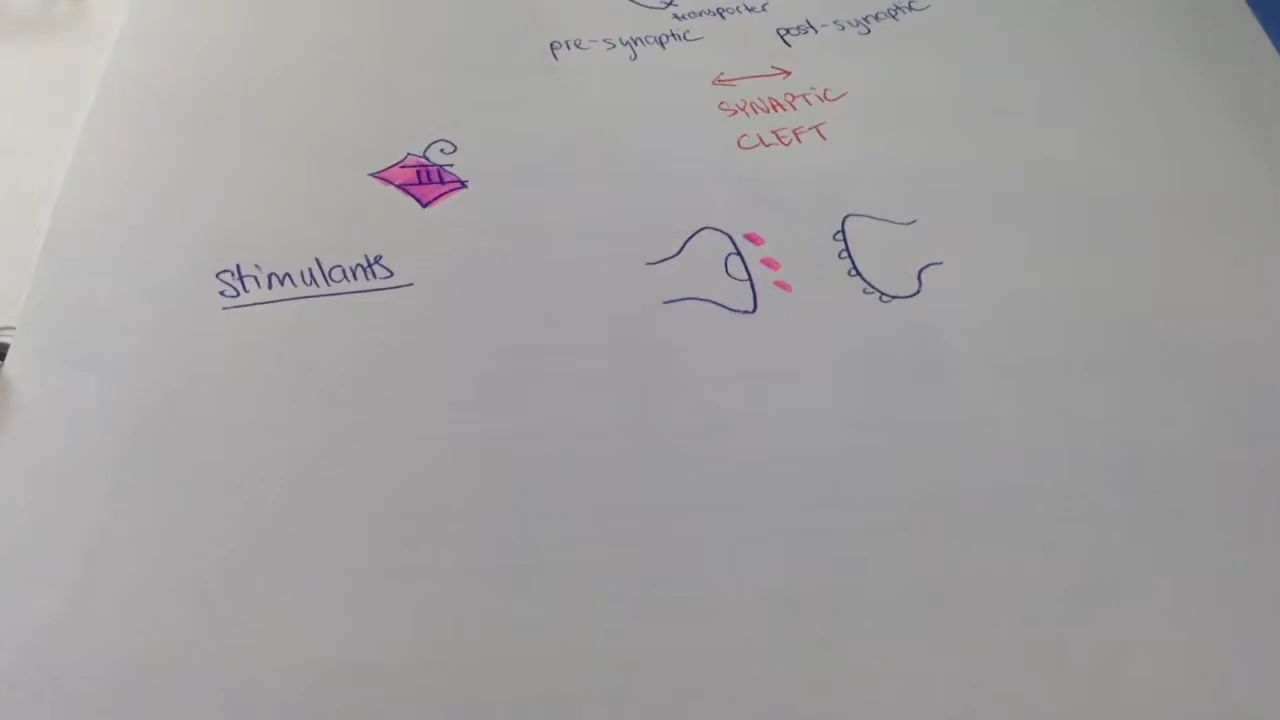 transporter
pre-synaptic post-synaptic
SYNAPTIC
CLEFT
Stimulants